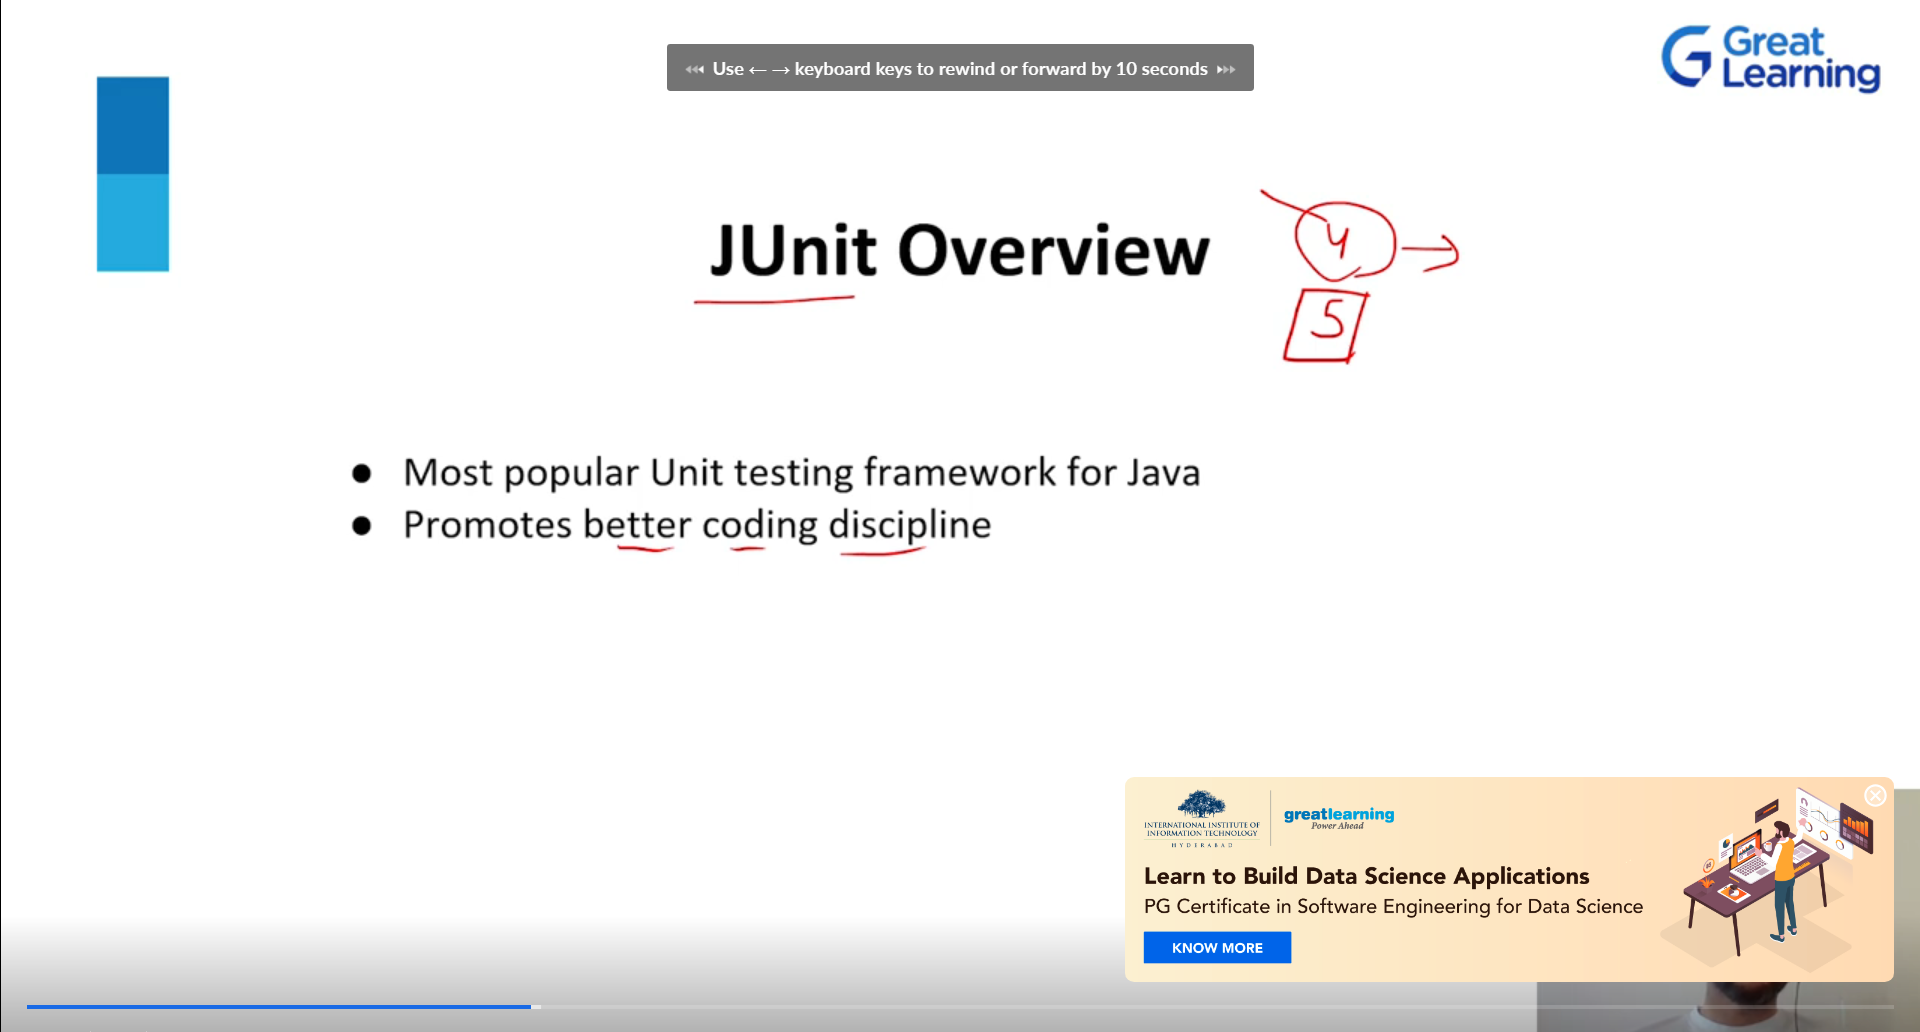 Great
Learning
Use ← → keyboard keys to rewind or forward by 10 seconds
JUnit Overview
4
5
● Most popular Unit testing framework for Java
● Promotes better coding discipline
INTERNATIONAL INSTITUTE OF
INFORMATION TECHNOLOGY
HYDERABAD
greatlearning
Power Ahead
Learn to Build Data Science Applications
PG Certificate in Software Engineering for Data Science
KNOW MORE